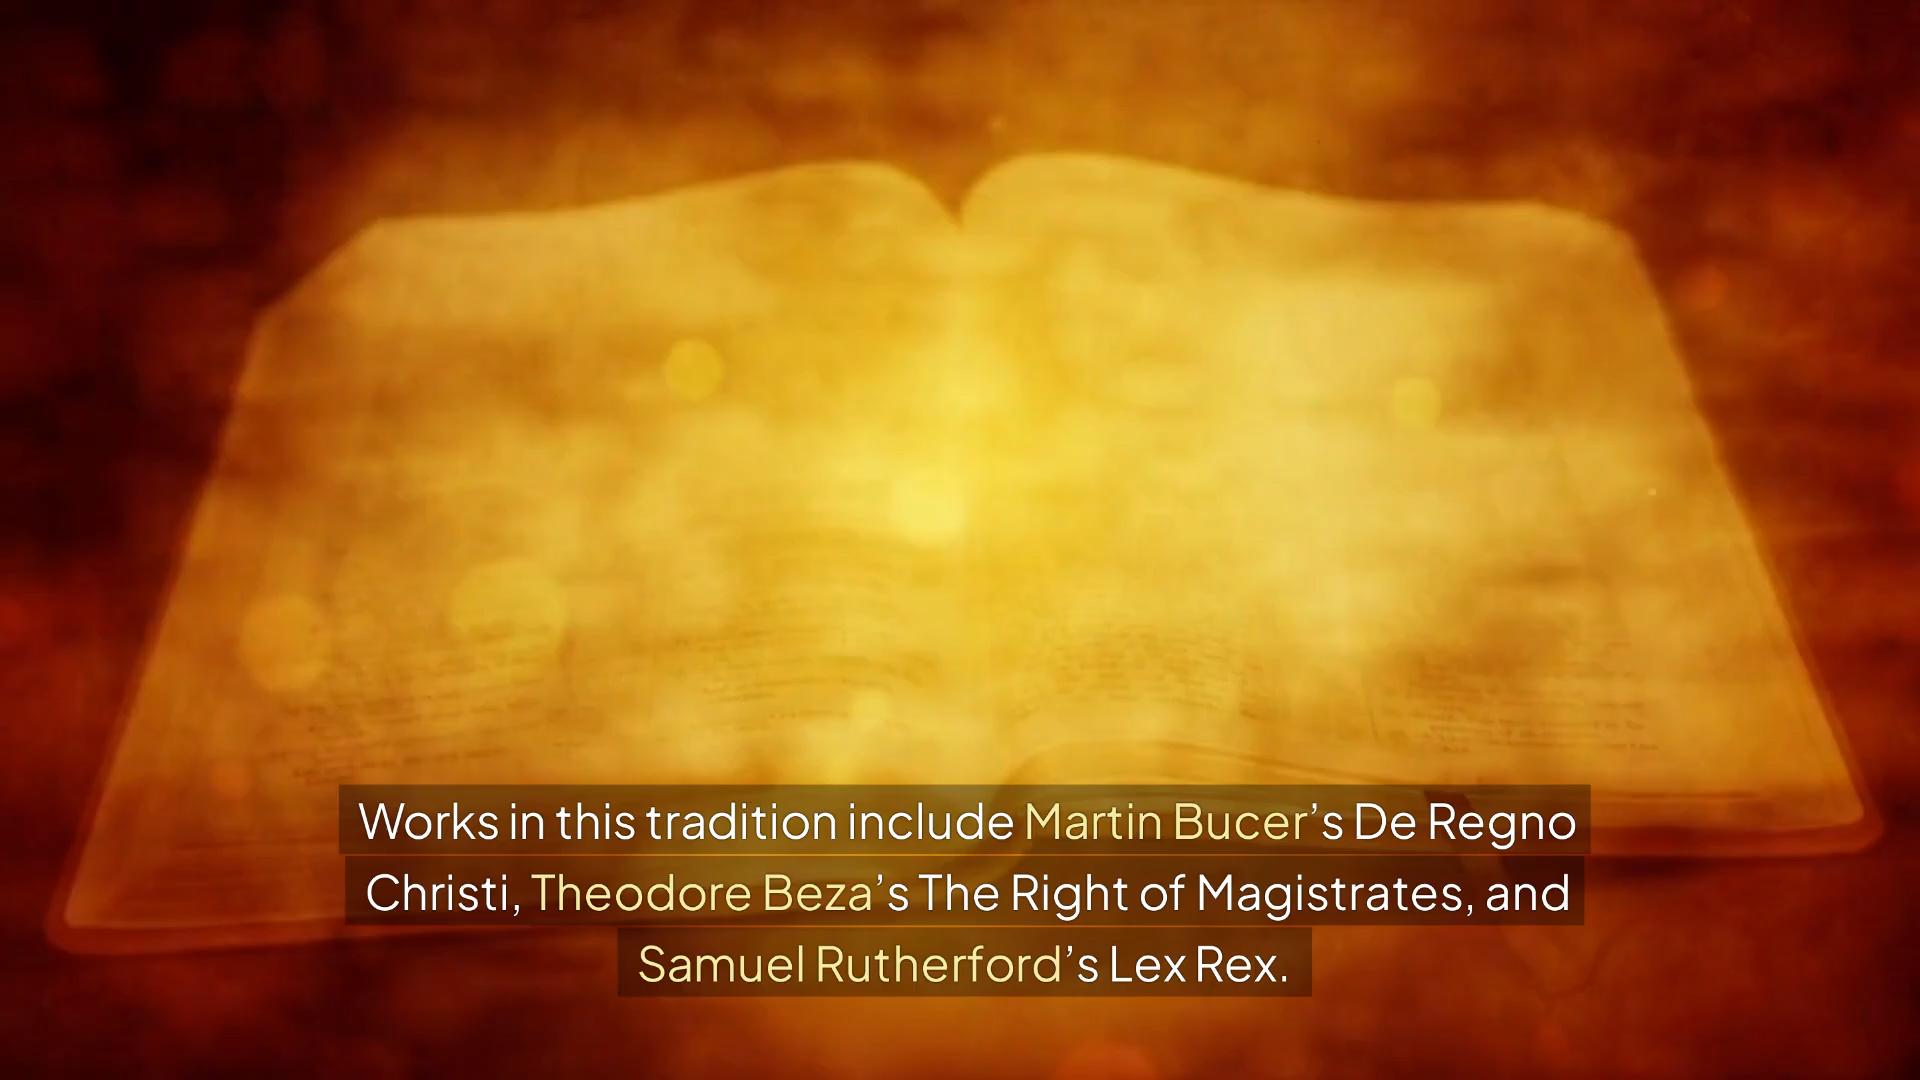 Works in this tradition include Martin Bucer’s De Regno
Christi, Theodore Beza’s The Right of Magistrates, and
Samuel Rutherford’s Lex Rex.